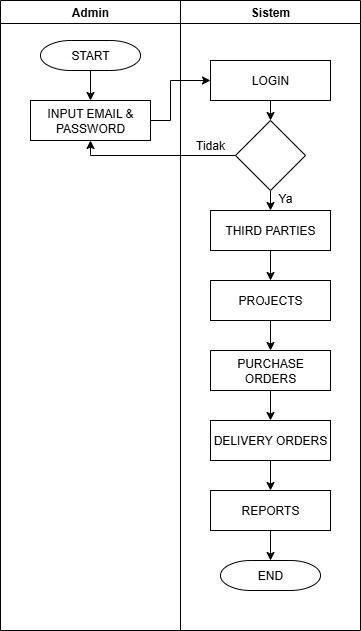 Admin
Sistem
START
INPUT EMAIL &
PASSWORD
LOGIN
Tidak
Ya
THIRD PARTIES
PROJECTS
PURCHASE
ORDERS
DELIVERY ORDERS
REPORTS
END